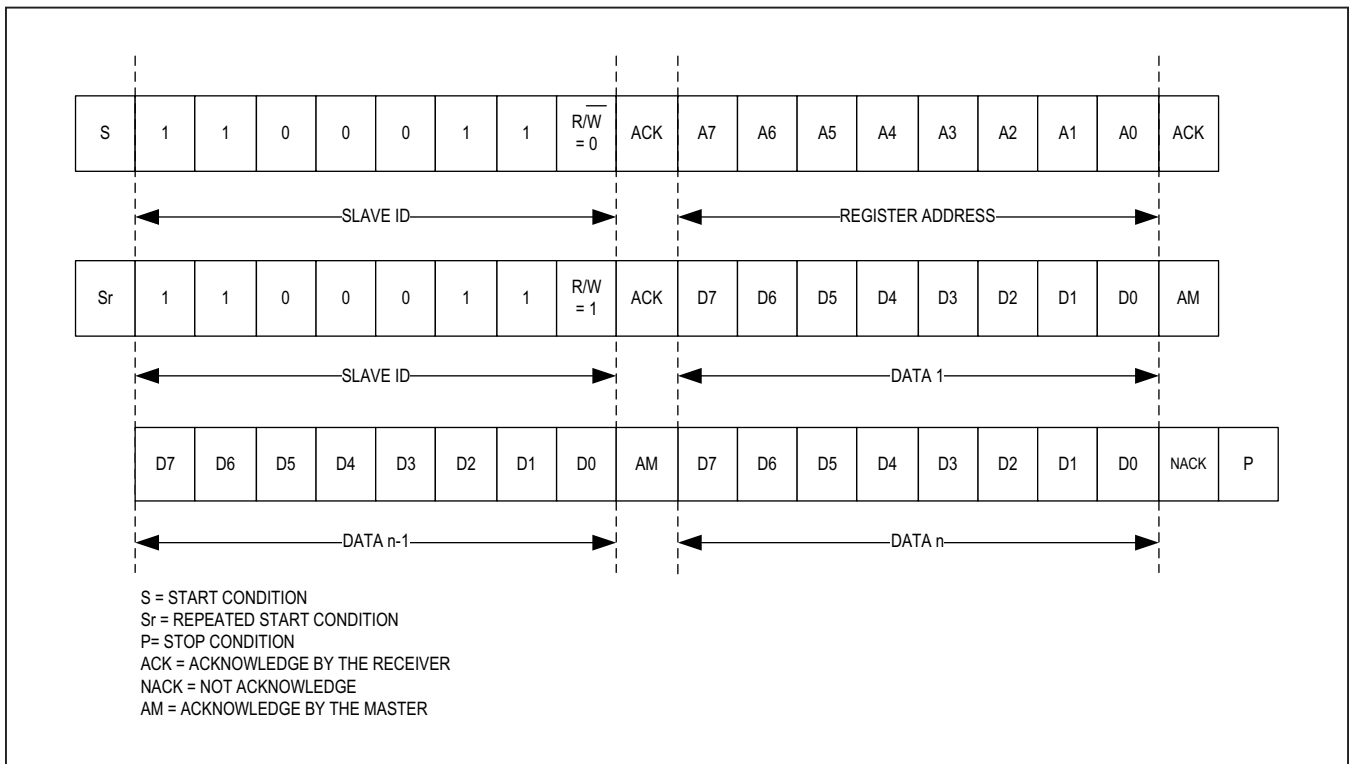 S 1 1 0 0 0 1 1 R/W̅ = 0 ACK A7 A6 A5 A4 A3 A2 A1 A0 ACK
SLAVE ID REGISTER ADDRESS
Sr 1 1 0 0 0 1 1 R/W = 1 ACK D7 D6 D5 D4 D3 D2 D1 D0 AM
SLAVE ID DATA 1
D7 D6 D5 D4 D3 D2 D1 D0 AM D7 D6 D5 D4 D3 D2 D1 D0 NACK P
DATA n-1 DATA n
S = START CONDITION
Sr = REPEATED START CONDITION
P= STOP CONDITION
ACK = ACKNOWLEDGE BY THE RECEIVER
NACK = NOT ACKNOWLEDGE
AM = ACKNOWLEDGE BY THE MASTER